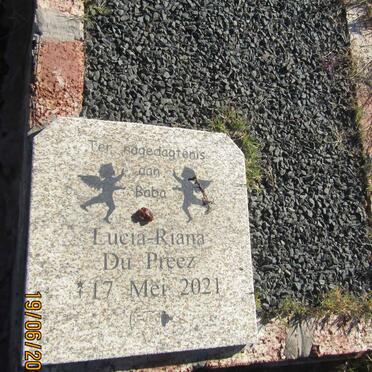 Ter nagedagtenis
aan
Baba
Lucia-Riana
Du Preez
17 Mei 2021
19/06/20